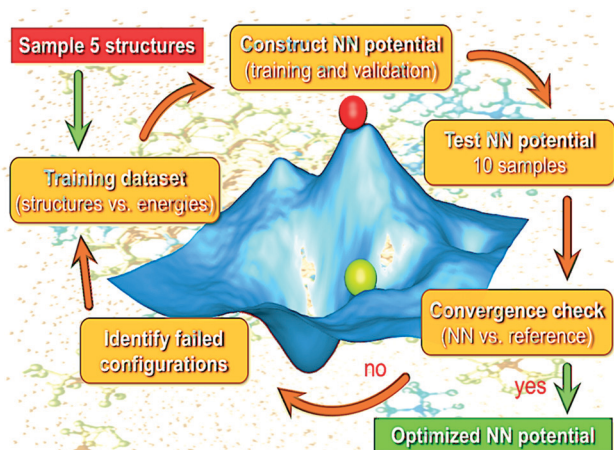 Sample 5 structures
Construct NN potential
(training and validation)
Test NN potential
10 samples
Training dataset
(structures vs. energies)
Convergence check
(NN vs. reference)
Identify failed
configurations
no
yes
Optimized NN potential